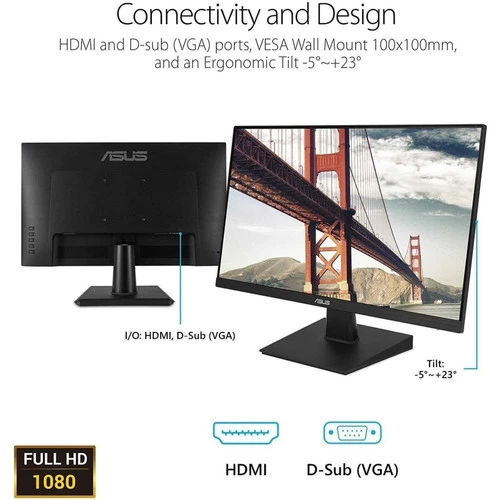 Connectivity and Design
HDMI and D-sub (VGA) ports, VESA Wall Mount 100x100mm,
and an Ergonomic Tilt -5°~+23°
ASUS
ASUS
I/O: HDMI, D-Sub (VGA)
Tilt:
-5°~+23°
HDMI
D-Sub (VGA)
FULL HD
1080